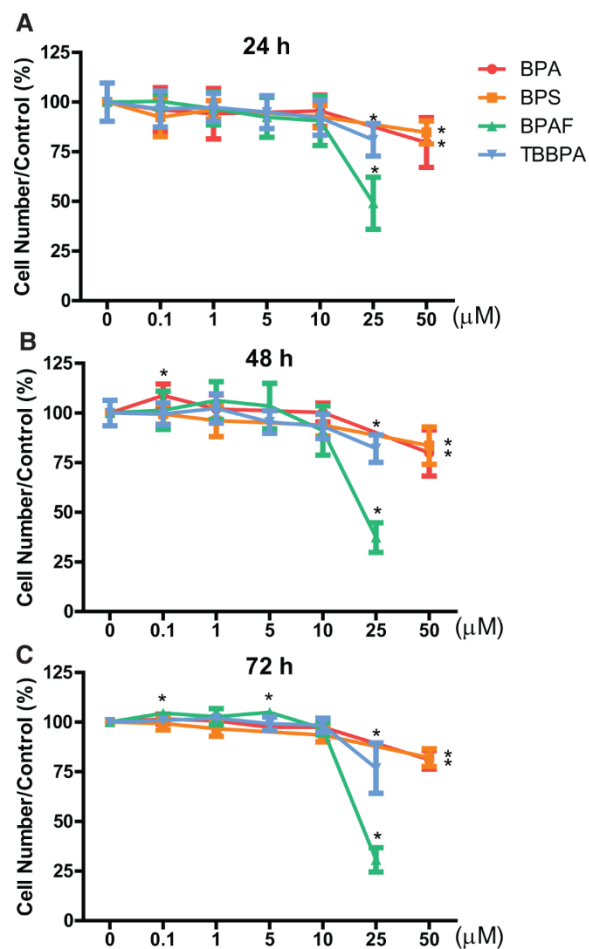 A
24 h
Cell Number/Control (%)
125
100
75
50
25
0
0 0.1 1 5 10 25 50 (μM)
* * * *
BPA
BPS
BPAF
TBBPA
B
48 h
Cell Number/Control (%)
125
100
75
50
25
0
0 0.1 1 5 10 25 50 (μM)
* * * * *
C
72 h
Cell Number/Control (%)
125
100
75
50
25
0
0 0.1 1 5 10 25 50 (μM)
* * * * * *